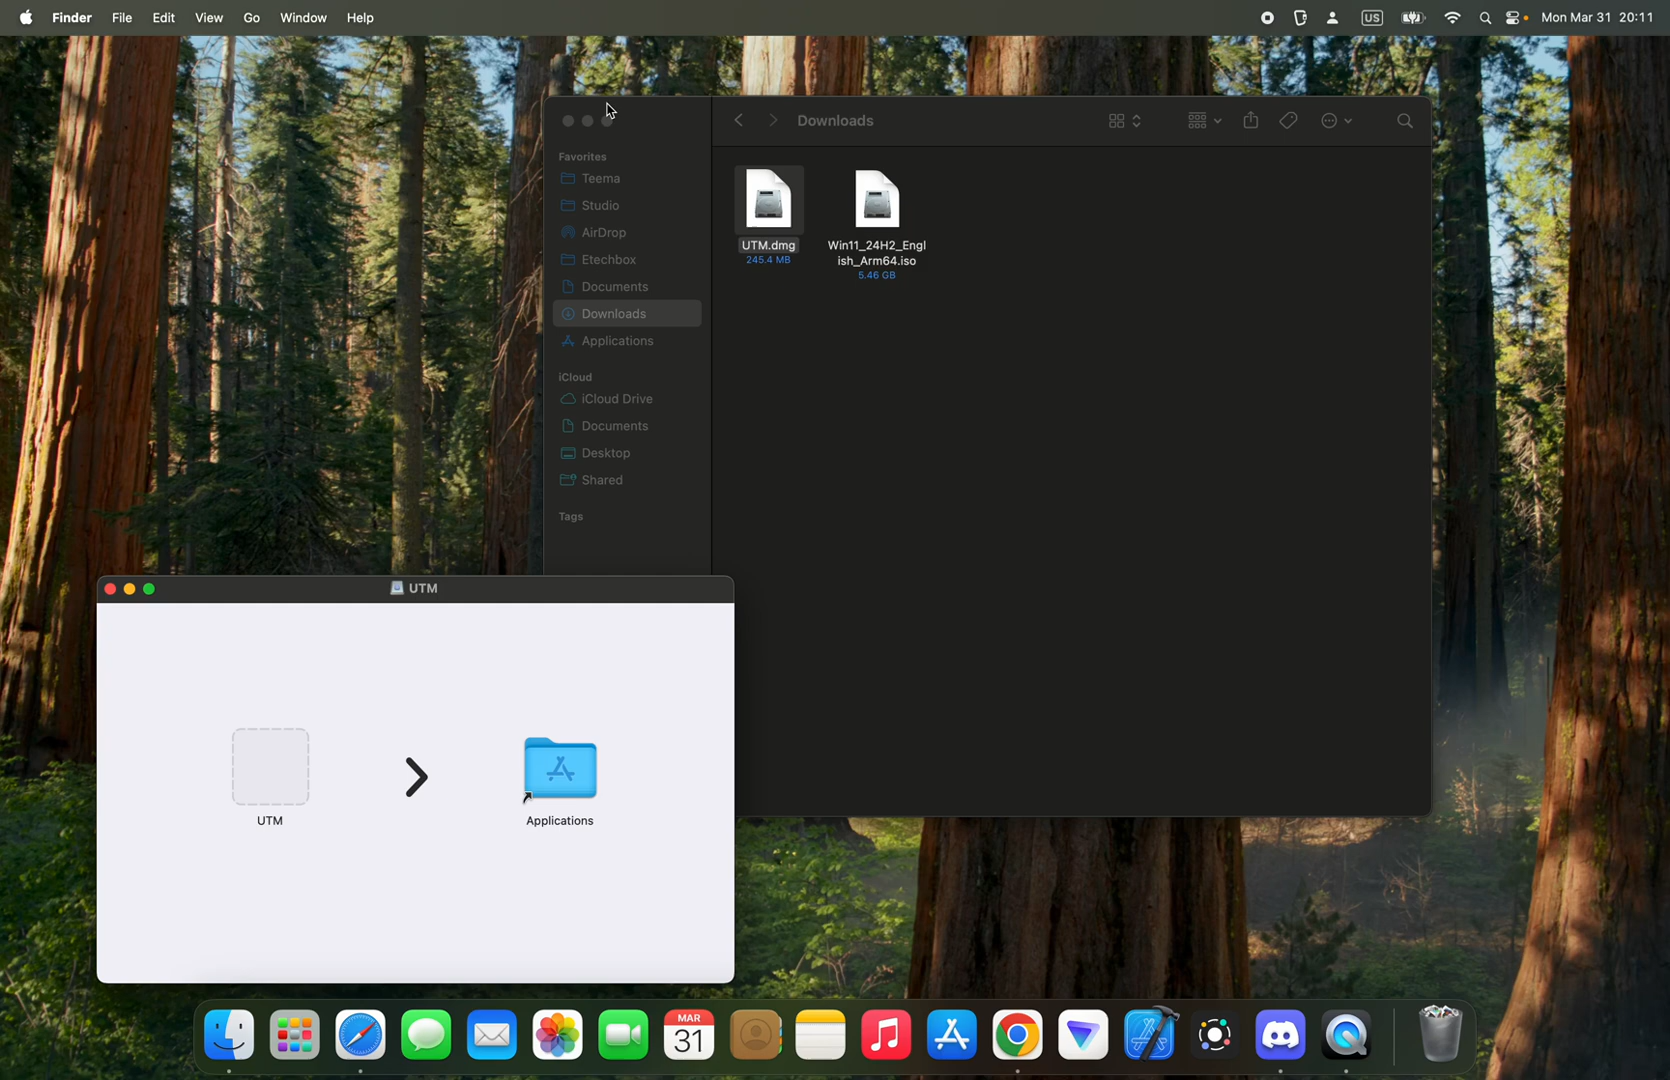 Finder File Edit View Go Window Help
US Mon Mar 31 20:11
Downloads
Favorites
Teema
Studio
AirDrop
Etechbox
Documents
Downloads
Applications
iCloud
iCloud Drive
Documents
Desktop
Shared
Tags
UTM.dmg
245.4 MB
Win11_24H2_Engl
ish_Arm64.iso
5.46 GB
UTM
UTM
Applications
MAR
31